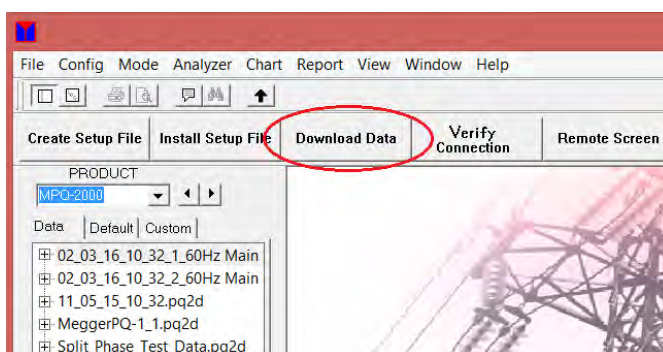 File Config Mode Analyzer Chart Report View Window Help
Create Setup File Install Setup File Download Data Verify Connection Remote Screen
PRODUCT
MPQ-2000
Data Default Custom
02_03_16_10_32_1_60Hz Main
02_03_16_10_32_2_60Hz Main
11_05_15_10_32.pq2d
MeggerPQ-1_1.pq2d
Split Phase Test Data.pq2d